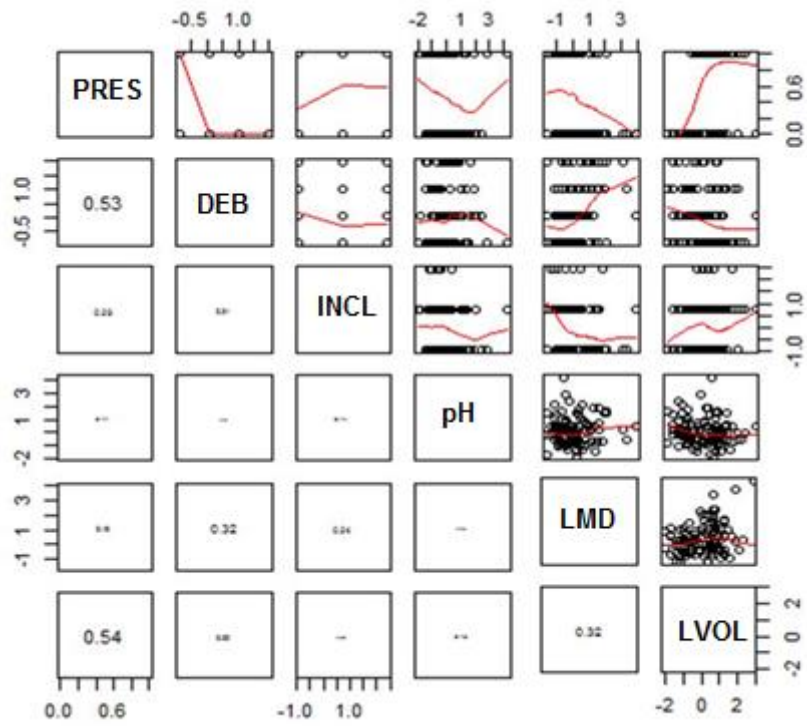 -0.5 1.0 -2 1 3 -1 1 3
PRES 0.0 0.6
-0.5 1.0 0.53 DEB
INCL -1.0 1.0
-2 1 3 pH
-1 1 3 0.32 0.24 LMD
0.54 0.32 LVOL -2 0 2
0.0 0.6 -1.0 1.0 -2 0 2